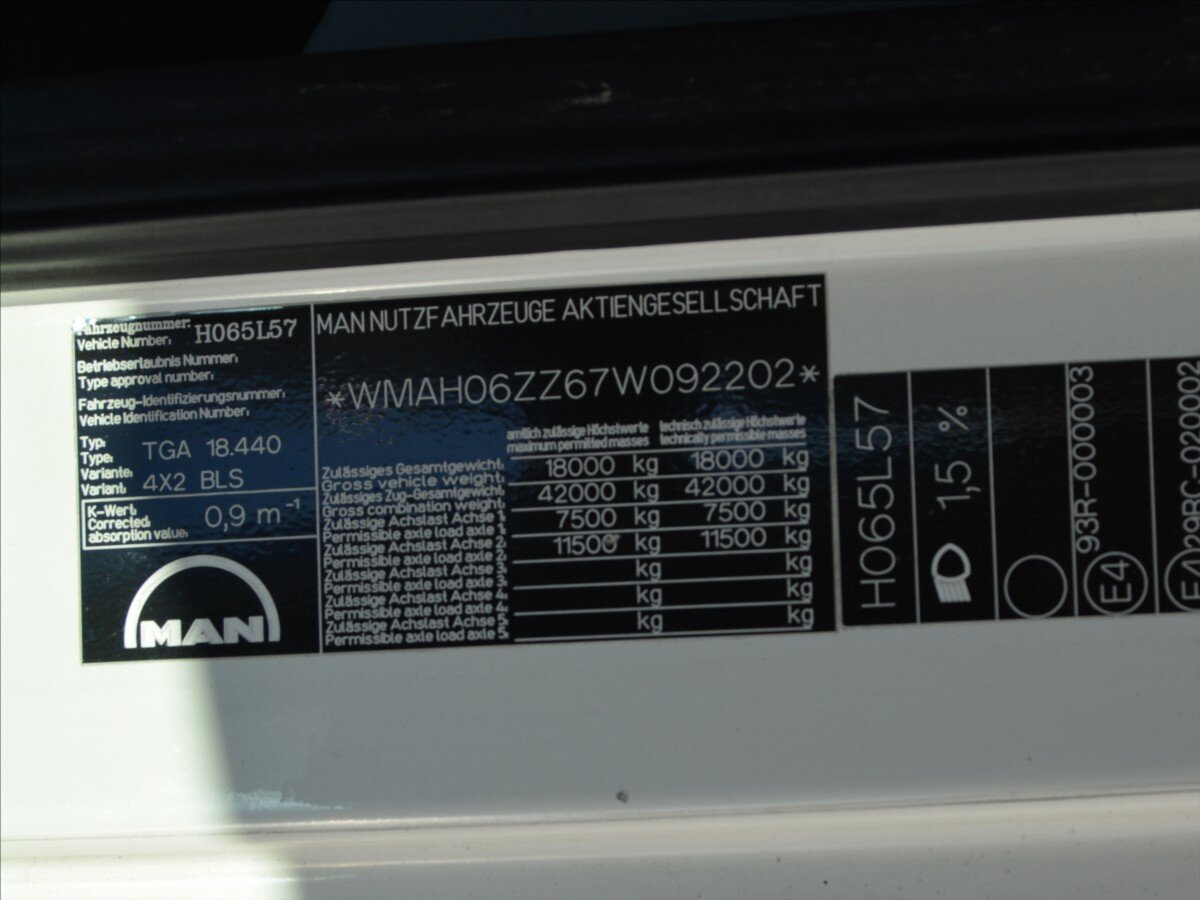 Fahrzeugnummer: H065L57
Vehicle Number:
Betriebserlaubnis Nummer:
Type approval number:
Fahrzeug-Identifizierungsnummer:
Vehicle Identification Number:
Typ:
Type: TGA 18.440
Variante:
Variant: 4X2 BLS
K-Wert:
Corrected
absorption value: 0,9 m⁻¹
MAN
MAN NUTZFAHRZEUGE AKTIENGESELLSCHAFT
*WMAH06ZZ67W092202*
amtlich zulässige Höchstwerte technisch zulässige Höchstwerte
maximum permitted masses technically permissible masses
Zulässiges Gesamtgewicht: 18000 kg 18000 kg
Gross vehicle weight:
Zulässiges Zug-Gesamtgewicht: 42000 kg 42000 kg
Gross combination weight:
Zulässige Achslast Achse 1: 7500 kg 7500 kg
Permissible axle load axle 1:
Zulässige Achslast Achse 2: 11500 kg 11500 kg
Permissible axle load axle 2:
Zulässige Achslast Achse 3: kg kg
Permissible axle load axle 3:
Zulässige Achslast Achse 4: kg kg
Permissible axle load axle 4:
Zulässige Achslast Achse 5: kg kg
Permissible axle load axle 5:
H065L57
1,5 %
E4 93R-000003
E4